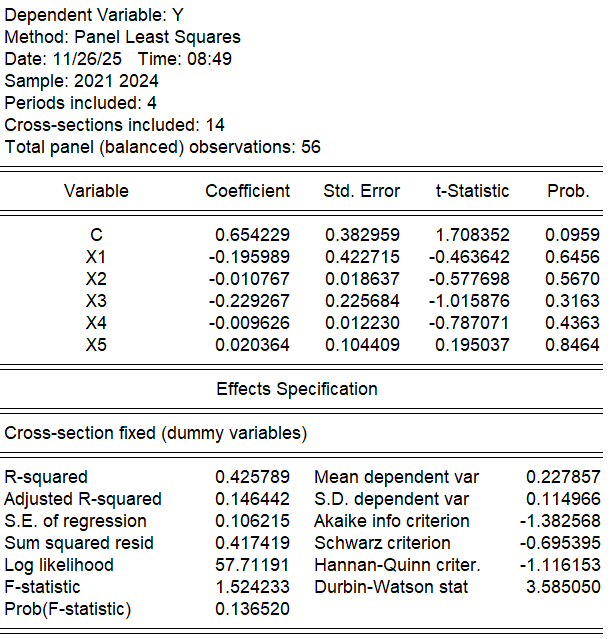 Dependent Variable: Y
Method: Panel Least Squares
Date: 11/26/25 Time: 08:49
Sample: 2021 2024
Periods included: 4
Cross-sections included: 14
Total panel (balanced) observations: 56
Variable Coefficient Std. Error t-Statistic Prob.
C 0.654229 0.382959 1.708352 0.0959
X1 -0.195989 0.422715 -0.463642 0.6456
X2 -0.010767 0.018637 -0.577698 0.5670
X3 -0.229267 0.225684 -1.015876 0.3163
X4 -0.009626 0.012230 -0.787071 0.4363
X5 0.020364 0.104409 0.195037 0.8464
Effects Specification
Cross-section fixed (dummy variables)
R-squared 0.425789 Mean dependent var 0.227857
Adjusted R-squared 0.146442 S.D. dependent var 0.114966
S.E. of regression 0.106215 Akaike info criterion -1.382568
Sum squared resid 0.417419 Schwarz criterion -0.695395
Log likelihood 57.71191 Hannan-Quinn criter. -1.116153
F-statistic 1.524233 Durbin-Watson stat 3.585050
Prob(F-statistic) 0.136520